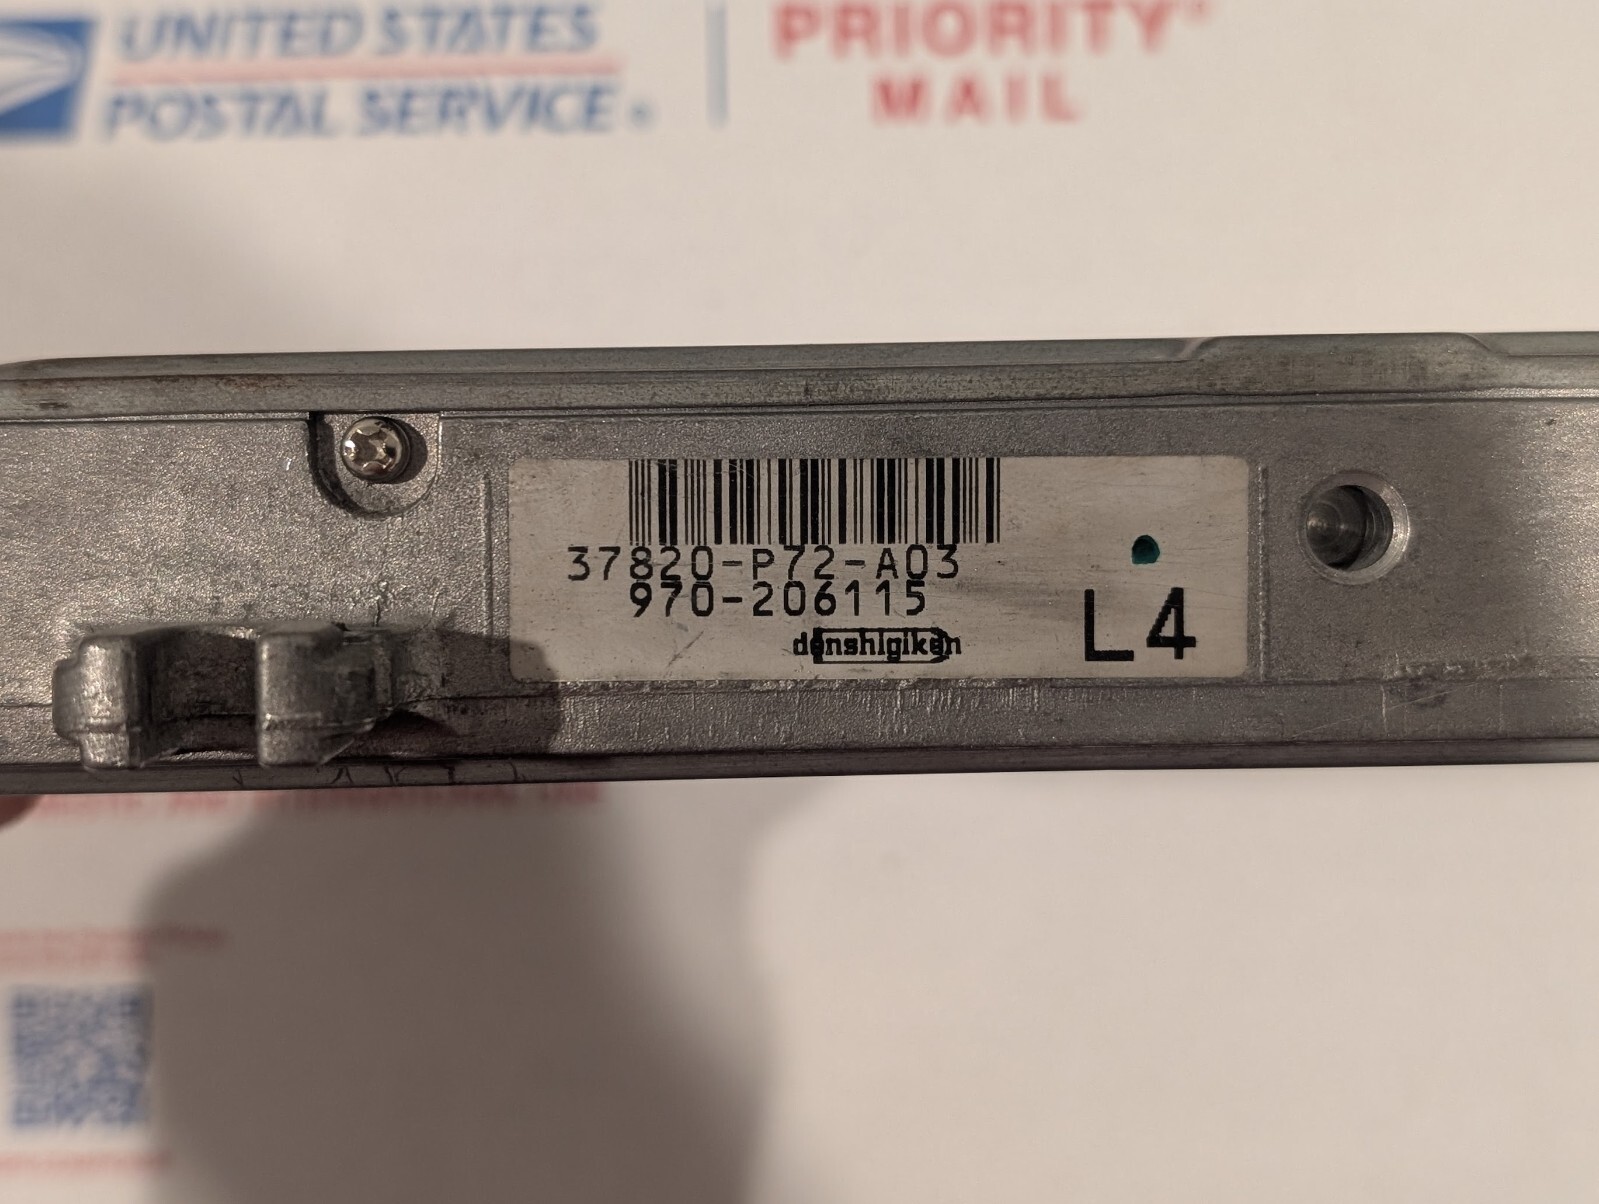 UNITED STATES
POSTAL SERVICE®
PRIORITY®
MAIL
37820-P72-A03
970-206115
denshigiken
L4